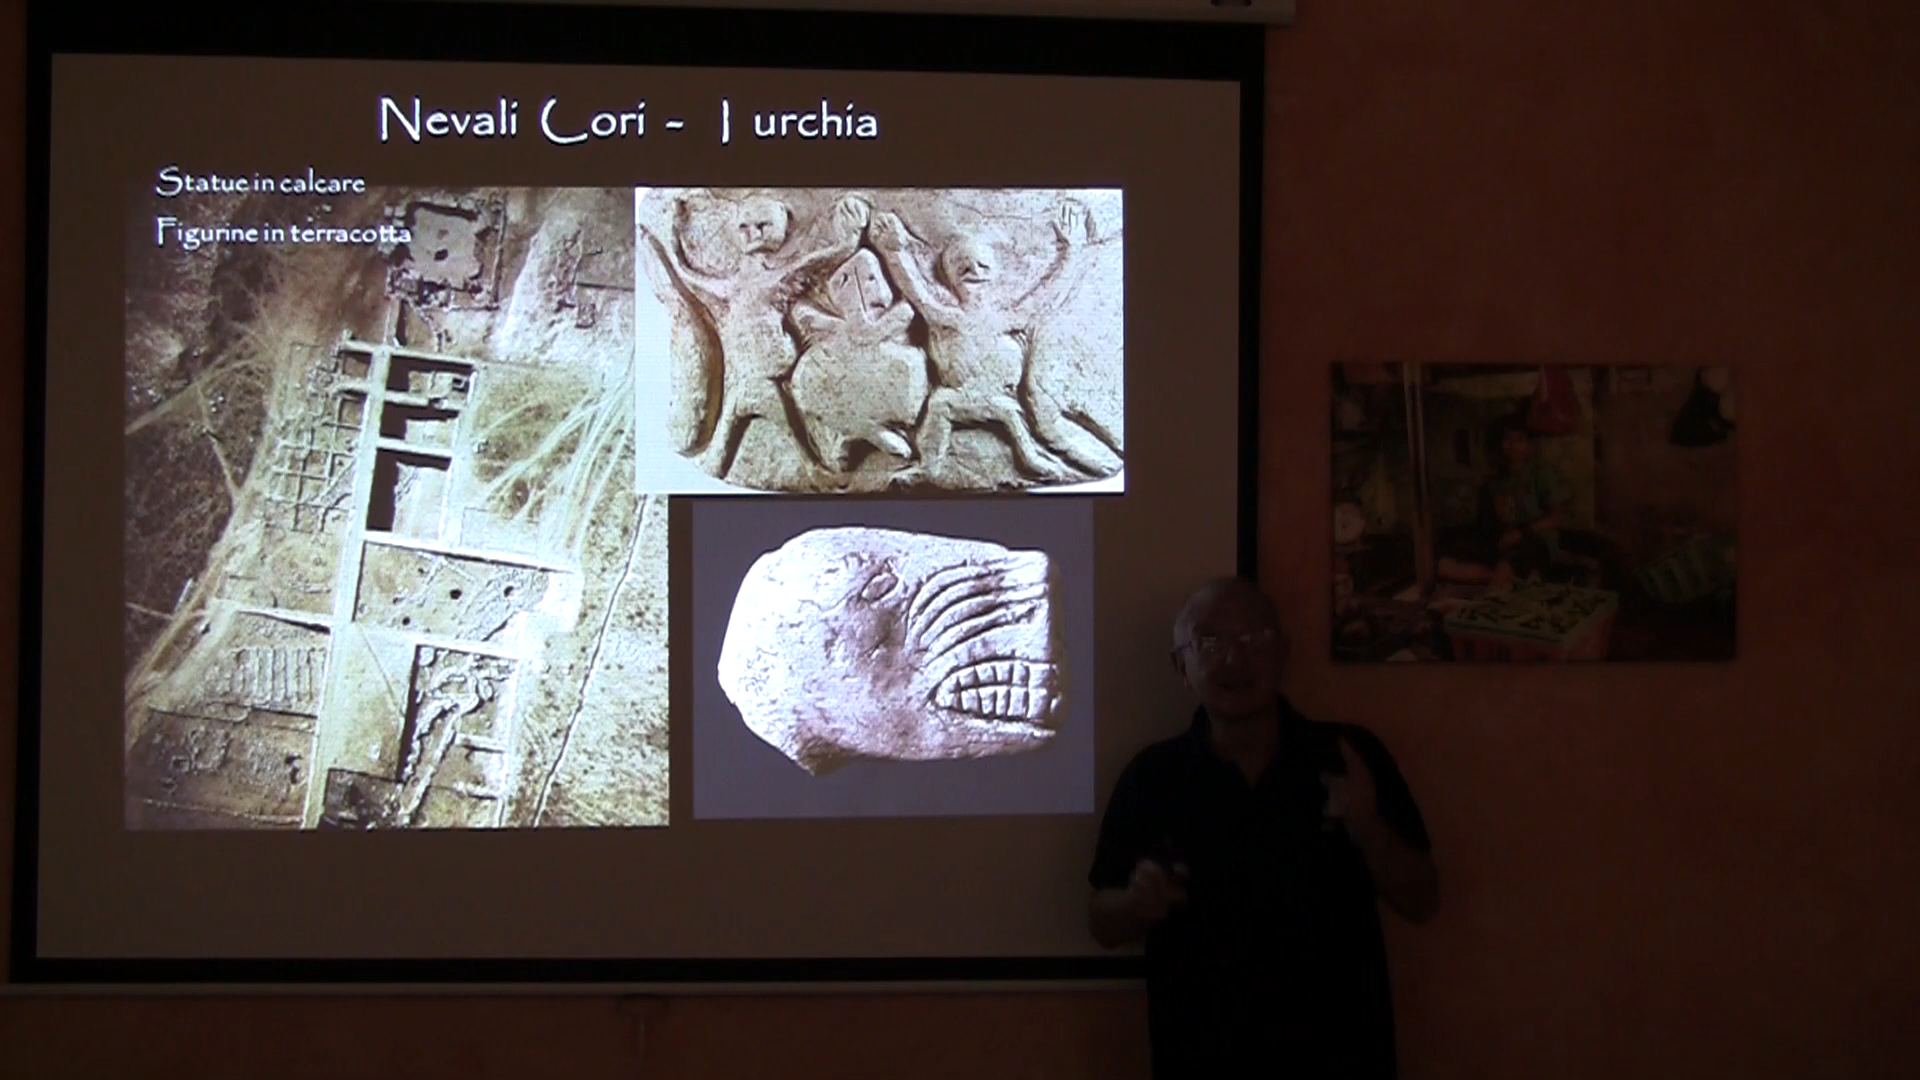 Nevali Cori - Turchia
Statue in calcare
Figurine in terracotta